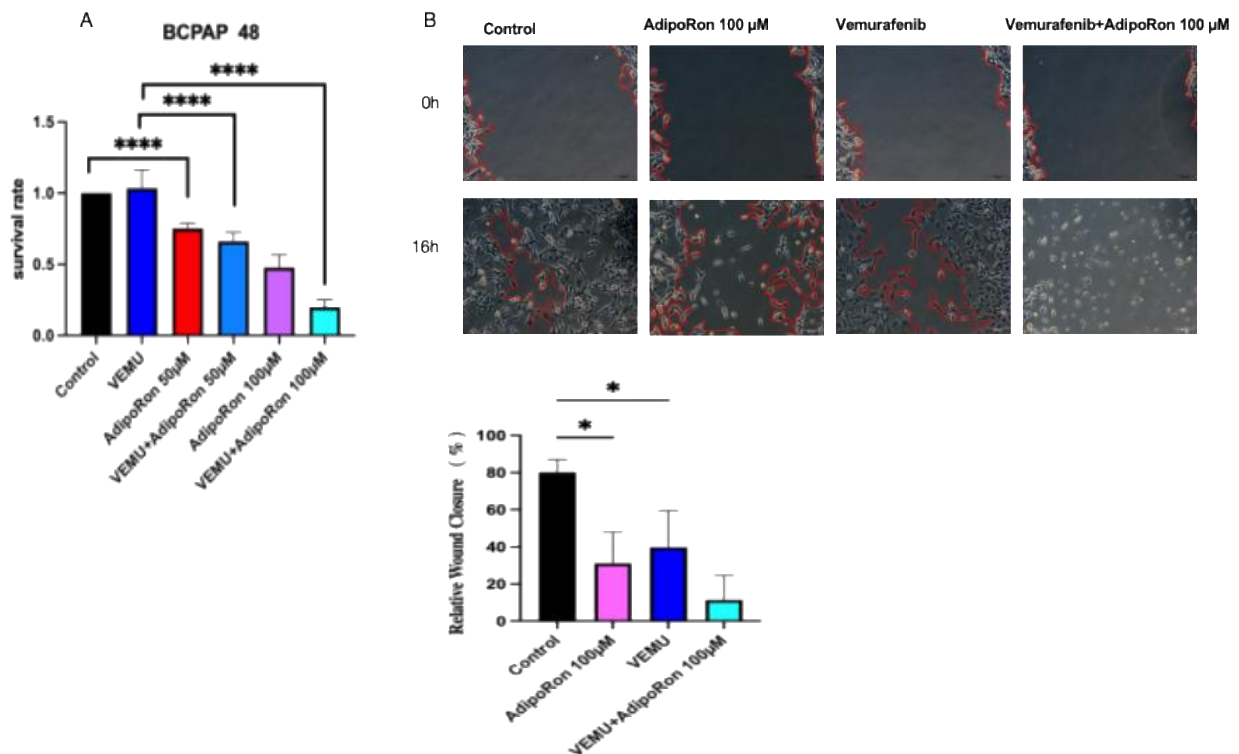 A
BCPAP 48
****
****
****
survival rate
1.5
1.0
0.5
0.0
Control
VEMU
AdipoRon 50µM
VEMU+AdipoRon 50µM
AdipoRon 100µM
VEMU+AdipoRon 100µM
B
Control
AdipoRon 100 µM
Vemurafenib
Vemurafenib+AdipoRon 100 µM
0h
16h
*
*
Relative Wound Closure ( % )
100
80
60
40
20
0
Control
AdipoRon 100µM
VEMU
VEMU+AdipoRon 100µM